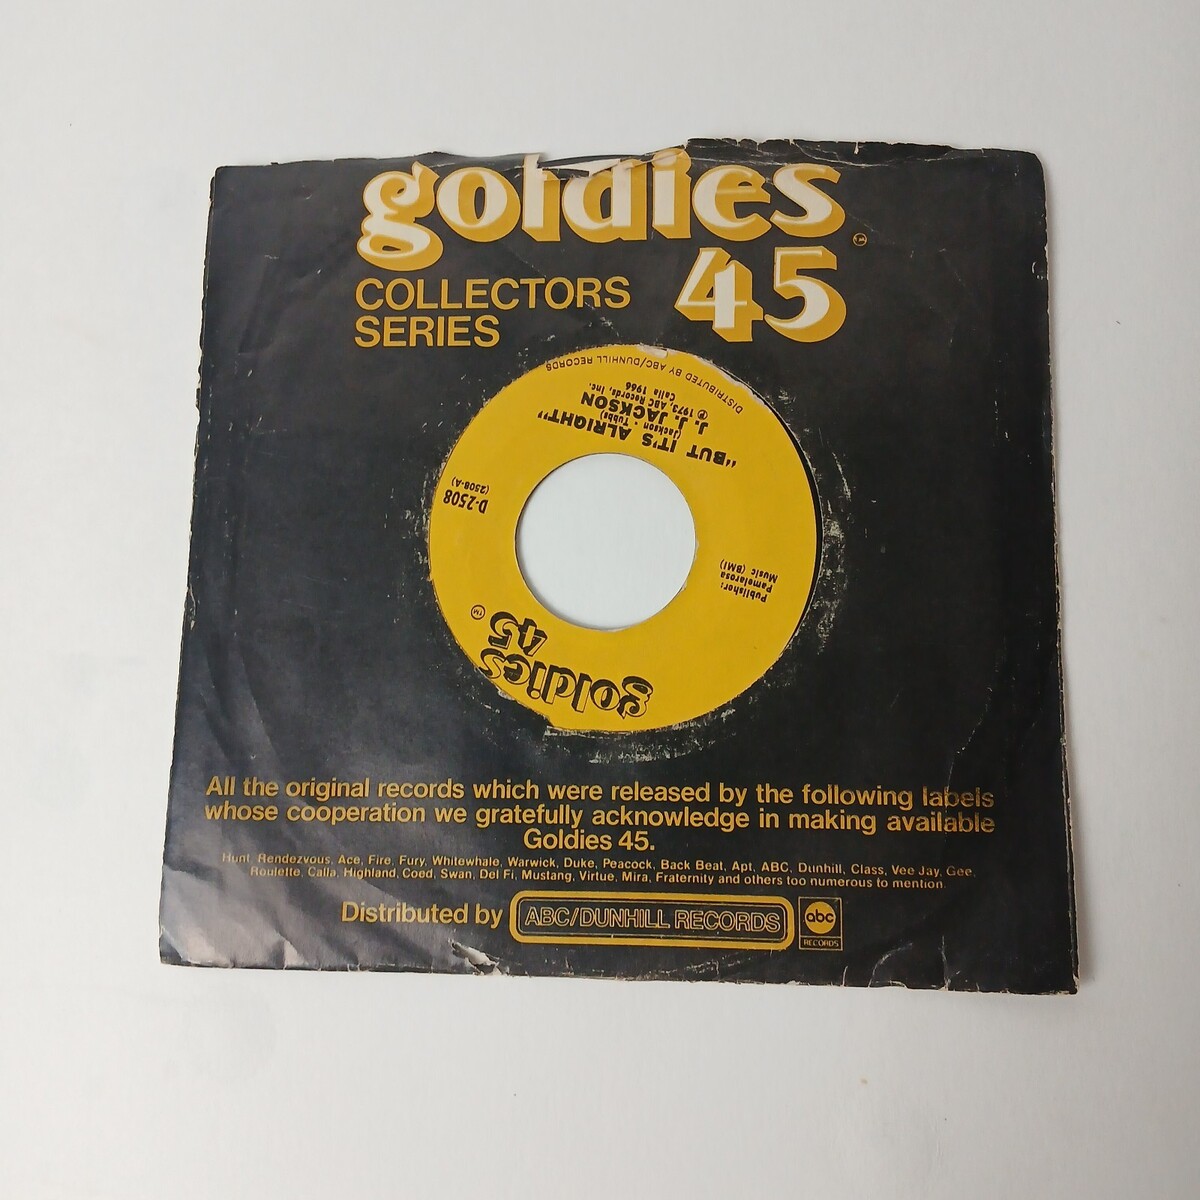 goldies
45
TM
COLLECTORS
SERIES
goldies
45
TM
Publisher:
Pamelarosa
Music (BMI)
D-2508
(2508-A)
"BUT IT'S ALRIGHT"
(Jackson - Tubbs)
J. J. JACKSON
℗ 1973, ABC Records, Inc.
Calla 1966
DISTRIBUTED BY ABC/DUNHILL RECORDS
All the original records which were released by the following labels
whose cooperation we gratefully acknowledge in making available
Goldies 45.
Hunt, Rendezvous, Ace, Fire, Fury, Whitewhale, Warwick, Duke, Peacock, Back Beat, Apt, ABC, Dunhill, Class, Vee Jay, Gee,
Roulette, Calla, Highland, Coed, Swan, Del Fi, Mustang, Virtue, Mira, Fraternity and others too numerous to mention.
Distributed by ABC/DUNHILL RECORDS
abc
RECORDS